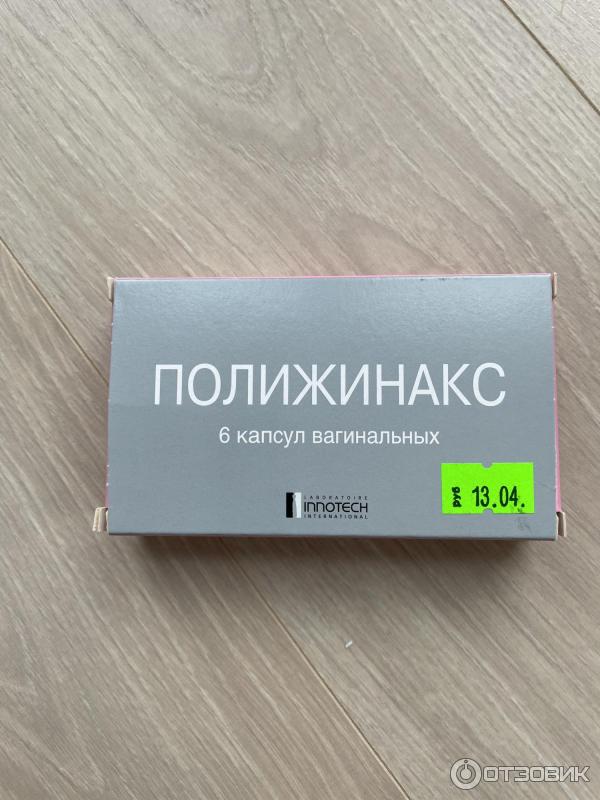 ПОЛИЖИНАКС
6 капсул вагинальных
LABORATOIRE
INNOTECH
INTERNATIONAL
руб 13.04.
ОТЗОВИК